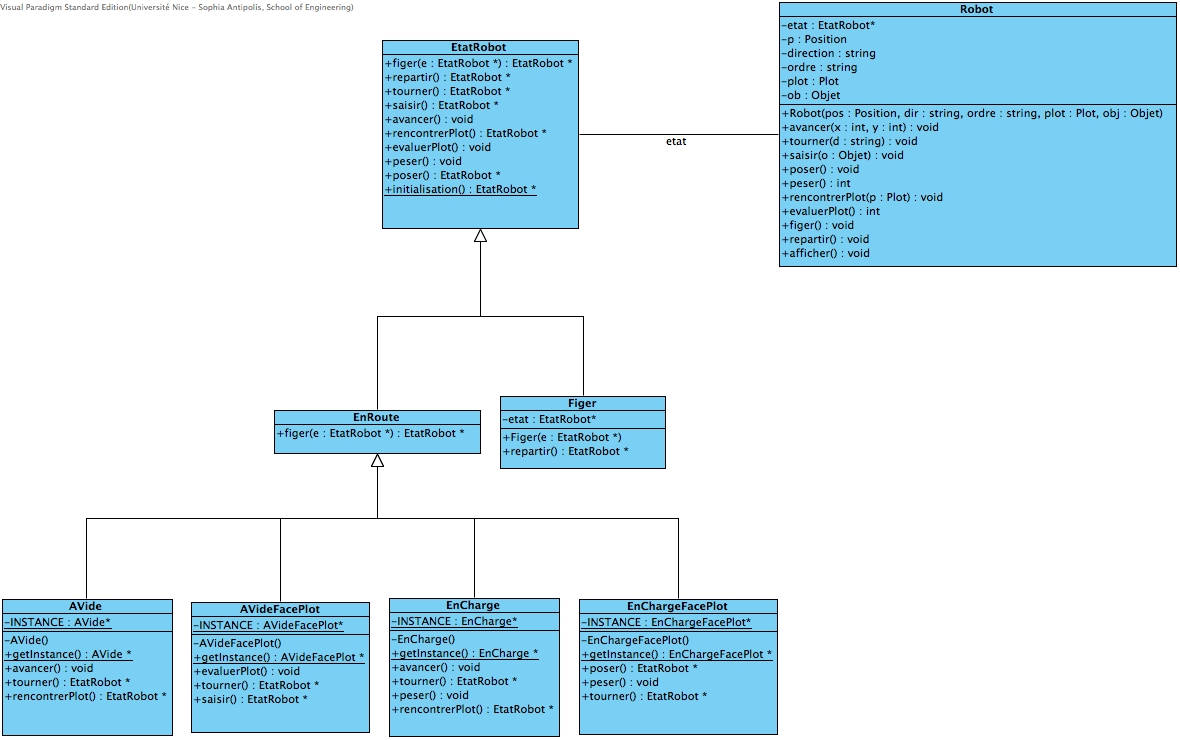 Visual Paradigm Standard Edition(Université Nice - Sophia Antipolis, School of Engineering)
Robot
-etat : EtatRobot*
-p : Position
-direction : string
-ordre : string
-plot : Plot
-ob : Objet
+Robot(pos : Position, dir : string, ordre : string, plot : Plot, obj : Objet)
+avancer(x : int, y : int) : void
+tourner(d : string) : void
+saisir(o : Objet) : void
+poser() : void
+peser() : int
+rencontrerPlot(p : Plot) : void
+evaluerPlot() : int
+figer() : void
+repartir() : void
+afficher() : void
EtatRobot
+figer(e : EtatRobot *) : EtatRobot *
+repartir() : EtatRobot *
+tourner() : EtatRobot *
+saisir() : EtatRobot *
+avancer() : void
+rencontrerPlot() : EtatRobot *
+evaluerPlot() : void
+peser() : void
+poser() : EtatRobot *
+initialisation() : EtatRobot *
etat
EnRoute
+figer(e : EtatRobot *) : EtatRobot *
Figer
-etat : EtatRobot*
+Figer(e : EtatRobot *)
+repartir() : EtatRobot *
AVide
-INSTANCE : AVide*
-AVide()
+getInstance() : AVide *
+avancer() : void
+tourner() : EtatRobot *
+rencontrerPlot() : EtatRobot *
AVideFacePlot
-INSTANCE : AVideFacePlot*
-AVideFacePlot()
+getInstance() : AVideFacePlot *
+evaluerPlot() : void
+tourner() : EtatRobot *
+saisir() : EtatRobot *
EnCharge
-INSTANCE : EnCharge*
-EnCharge()
+getInstance() : EnCharge *
+avancer() : void
+tourner() : EtatRobot *
+peser() : void
+rencontrerPlot() : EtatRobot *
EnChargeFacePlot
-INSTANCE : EnChargeFacePlot*
-EnChargeFacePlot()
+getInstance() : EnChargeFacePlot *
+poser() : EtatRobot *
+peser() : void
+tourner() : EtatRobot *